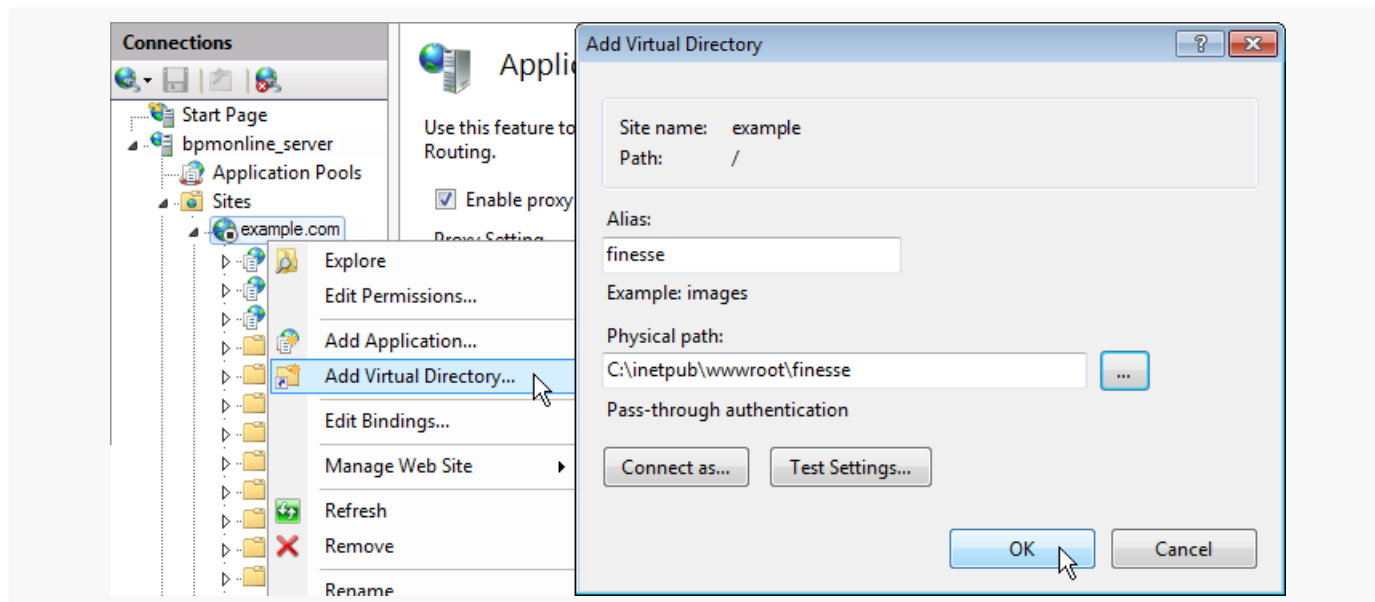 Connections
Start Page
bpmonline_server
Application Pools
Sites
example.com
Explore
Edit Permissions...
Add Application...
Add Virtual Directory...
Edit Bindings...
Manage Web Site
Refresh
Remove
Rename
Applic
Use this feature to
Routing.
Enable proxy
Proxy Setting
Add Virtual Directory
Site name: example
Path: /
Alias:
finesse
Example: images
Physical path:
C:\inetpub\wwwroot\finesse
...
Pass-through authentication
Connect as... Test Settings...
OK Cancel